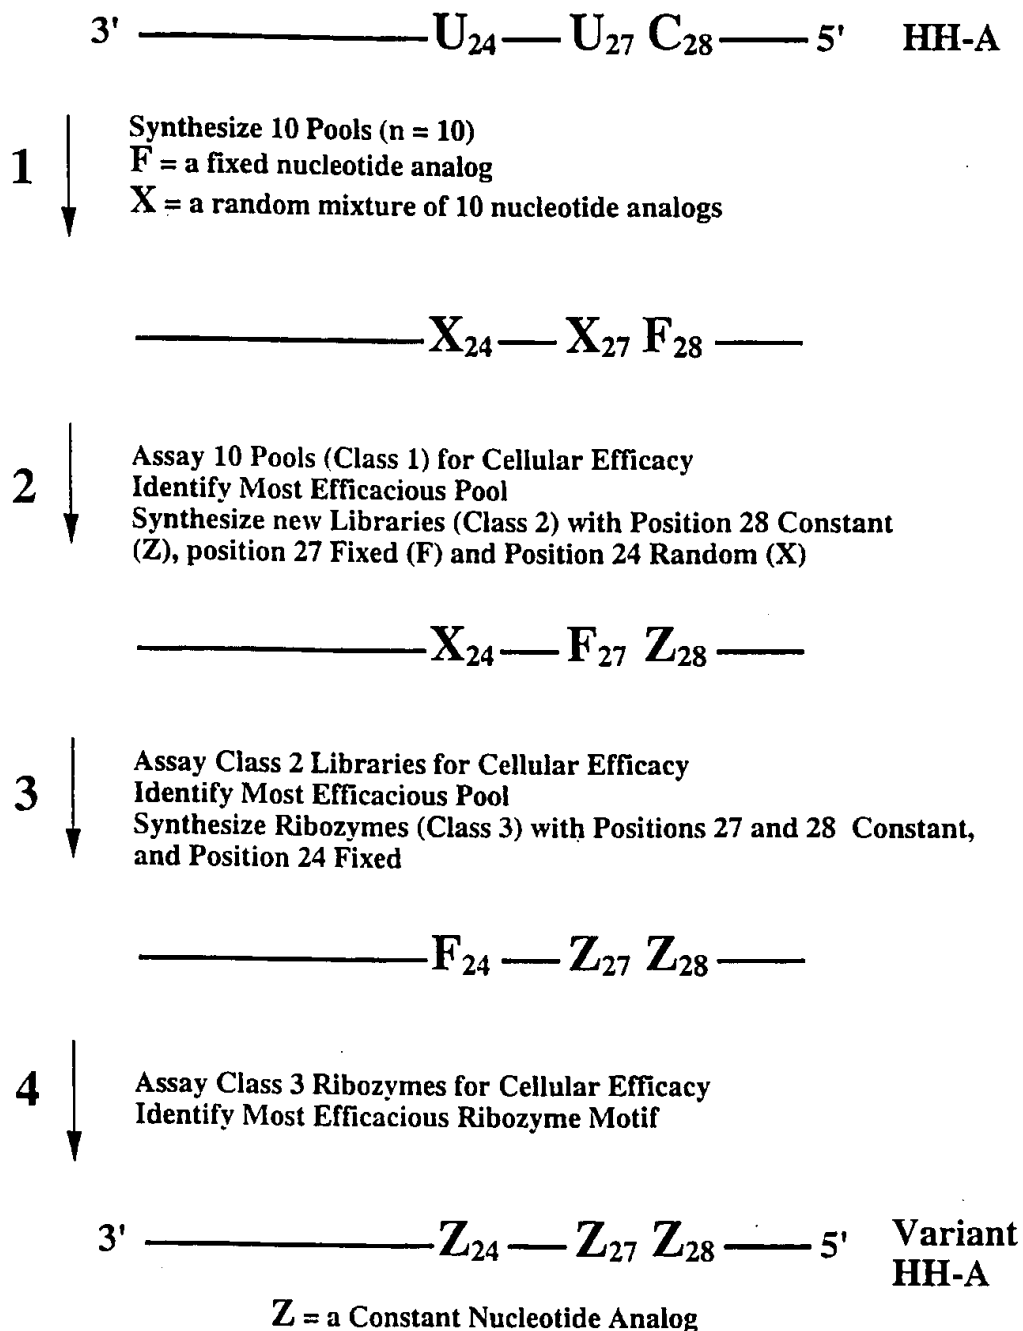 3' U24 U27 C28 5' HH-A
1
Synthesize 10 Pools (n = 10)
F = a fixed nucleotide analog
X = a random mixture of 10 nucleotide analogs
X24 X27 F28
2
Assay 10 Pools (Class 1) for Cellular Efficacy
Identify Most Efficacious Pool
Synthesize new Libraries (Class 2) with Position 28 Constant
(Z), position 27 Fixed (F) and Position 24 Random (X)
X24 F27 Z28
3
Assay Class 2 Libraries for Cellular Efficacy
Identify Most Efficacious Pool
Synthesize Ribozymes (Class 3) with Positions 27 and 28 Constant,
and Position 24 Fixed
F24 Z27 Z28
4
Assay Class 3 Ribozymes for Cellular Efficacy
Identify Most Efficacious Ribozyme Motif
3' Z24 Z27 Z28 5' Variant
HH-A
Z = a Constant Nucleotide Analog